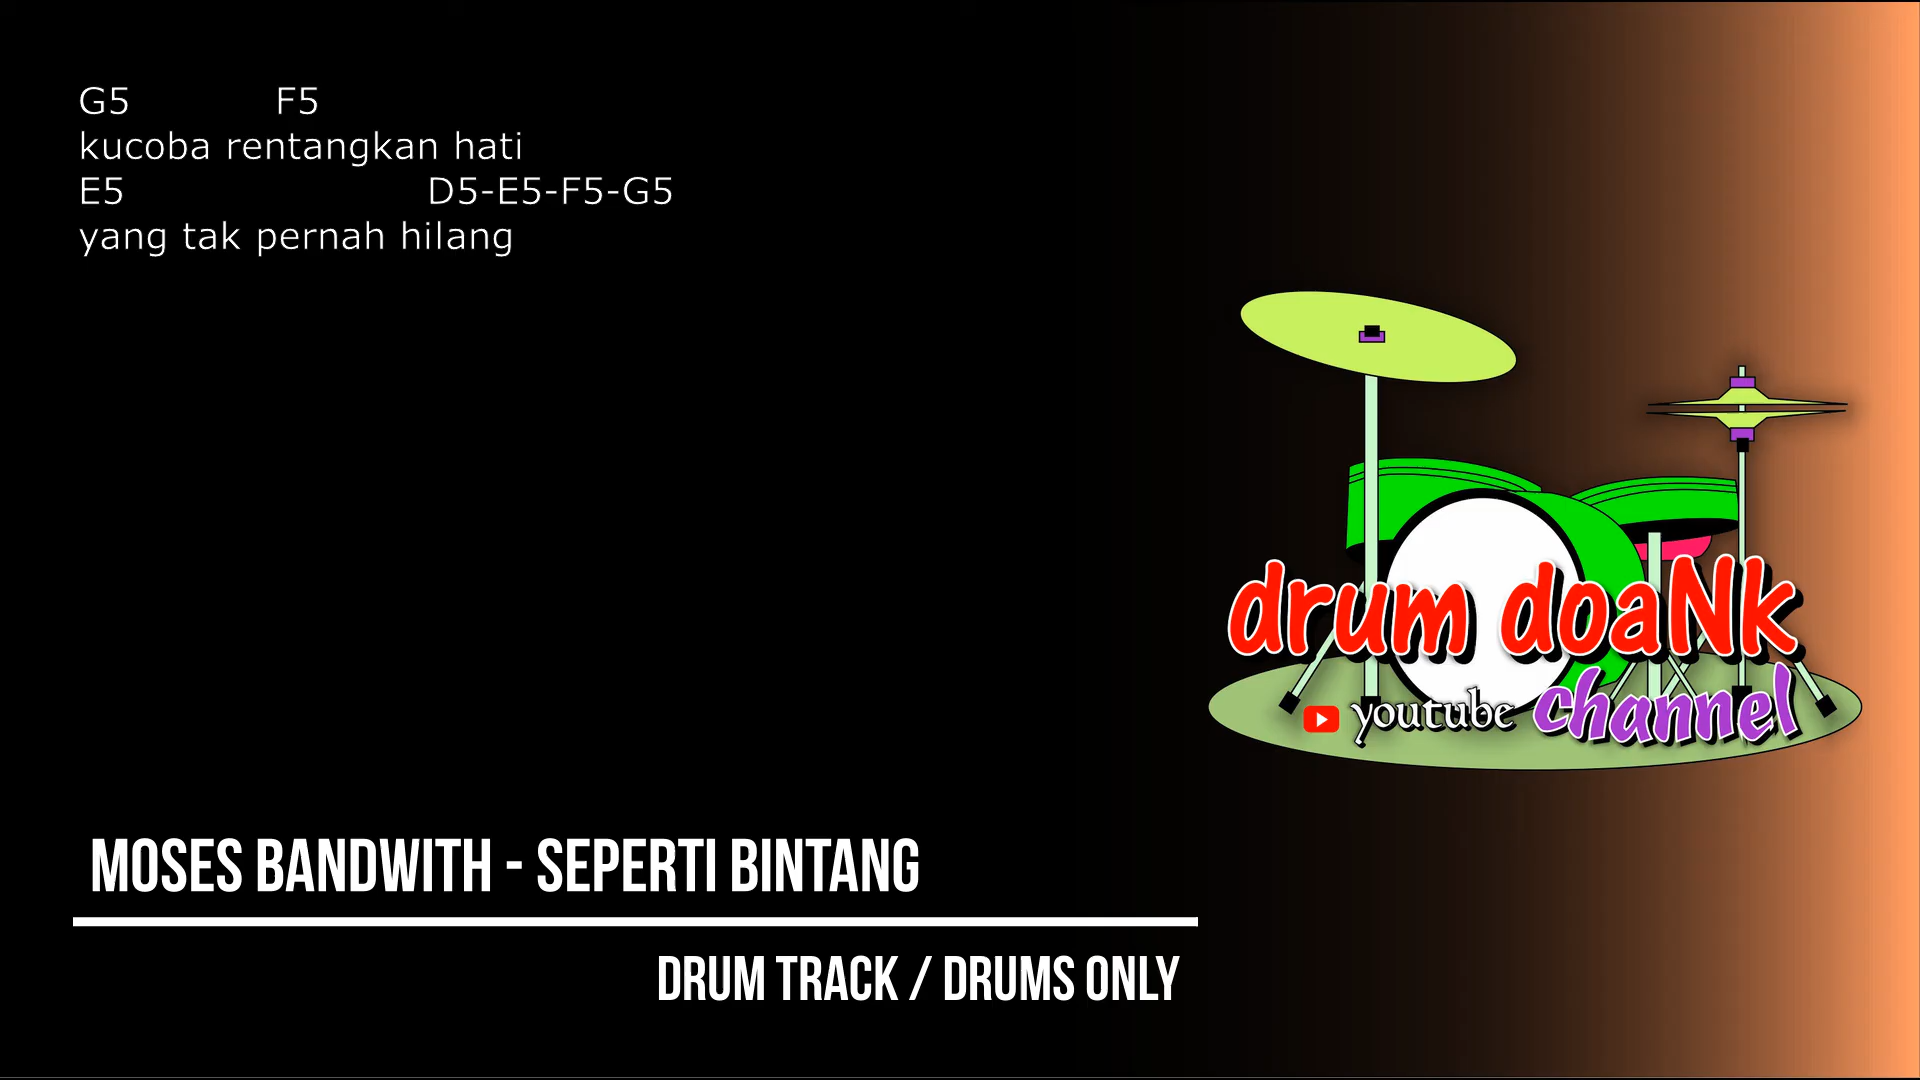 G5 F5
kucoba rentangkan hati
E5 D5-E5-F5-G5
yang tak pernah hilang
drum doaNk
youtube channel
MOSES BANDWITH - SEPERTI BINTANG
DRUM TRACK / DRUMS ONLY